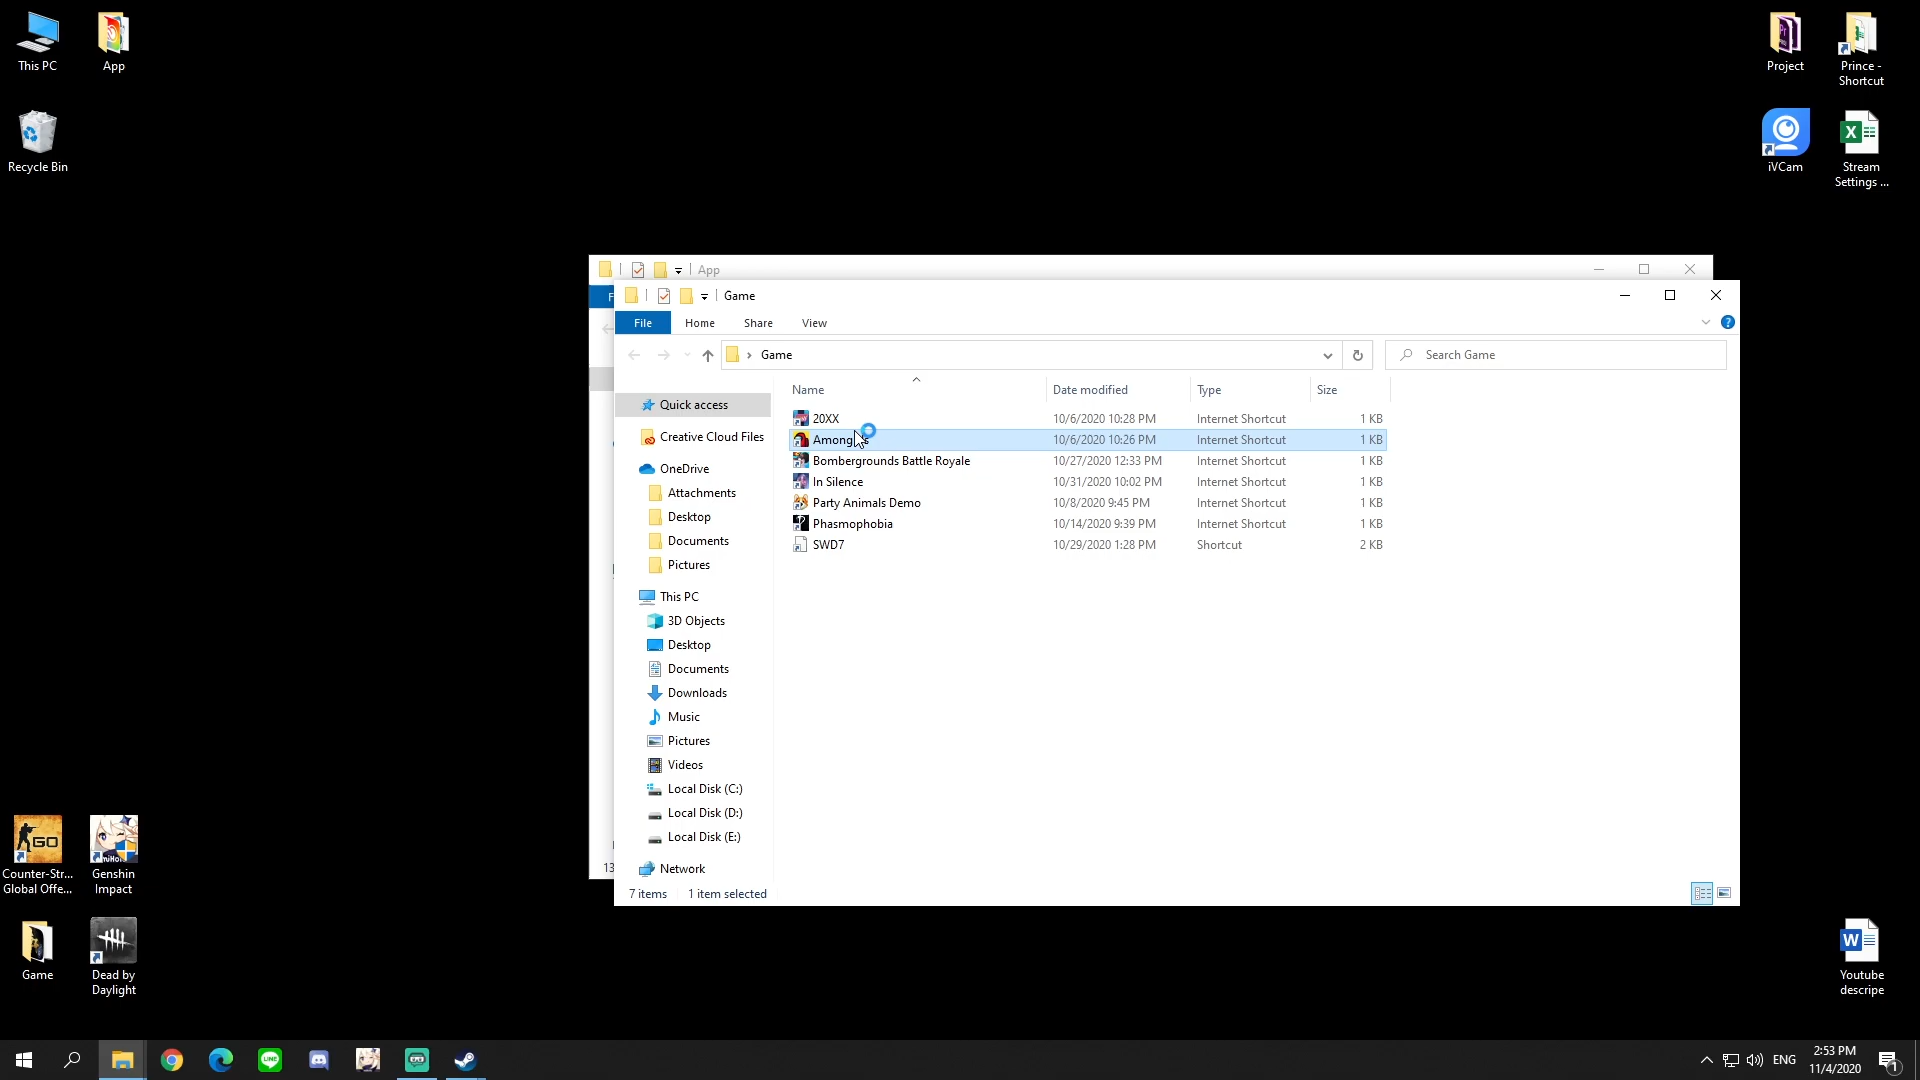 This PC
App
Project
Prince -
Shortcut
Recycle Bin
iVCam
Stream
Settings ...
App
Game
File
Home
Share
View
Game
Search Game
Name
Date modified
Type
Size
Quick access
Creative Cloud Files
OneDrive
Attachments
Desktop
Documents
Pictures
This PC
3D Objects
Desktop
Documents
Downloads
Music
Pictures
Videos
Local Disk (C:)
Local Disk (D:)
Local Disk (E:)
Network
20XX 10/6/2020 10:28 PM Internet Shortcut 1 KB
Among 10/6/2020 10:26 PM Internet Shortcut 1 KB
Bombergrounds Battle Royale 10/27/2020 12:33 PM Internet Shortcut 1 KB
In Silence 10/31/2020 10:02 PM Internet Shortcut 1 KB
Party Animals Demo 10/8/2020 9:45 PM Internet Shortcut 1 KB
Phasmophobia 10/14/2020 9:39 PM Internet Shortcut 1 KB
SWD7 10/29/2020 1:28 PM Shortcut 2 KB
13
7 items
1 item selected
GO
Counter-Str...
Global Offe...
Genshin
Impact
Game
Dead by
Daylight
Youtube
descripe
ENG
2:53 PM
11/4/2020
1